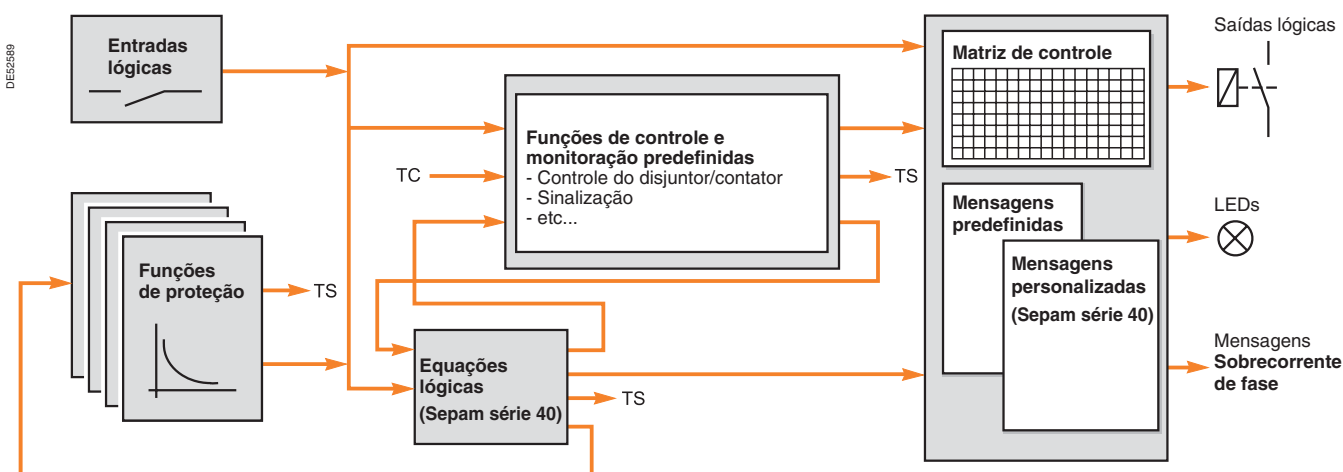 DE52589
Entradas
lógicas
Funções
de proteção
TS
TC
Funções de controle e
monitoração predefinidas
- Controle do disjuntor/contator
- Sinalização
- etc...
TS
Equações
lógicas
(Sepam série 40)
TS
Matriz de controle
Mensagens
predefinidas
Mensagens
personalizadas
(Sepam série 40)
Saídas lógicas
LEDs
Mensagens
Sobrecorrente
de fase